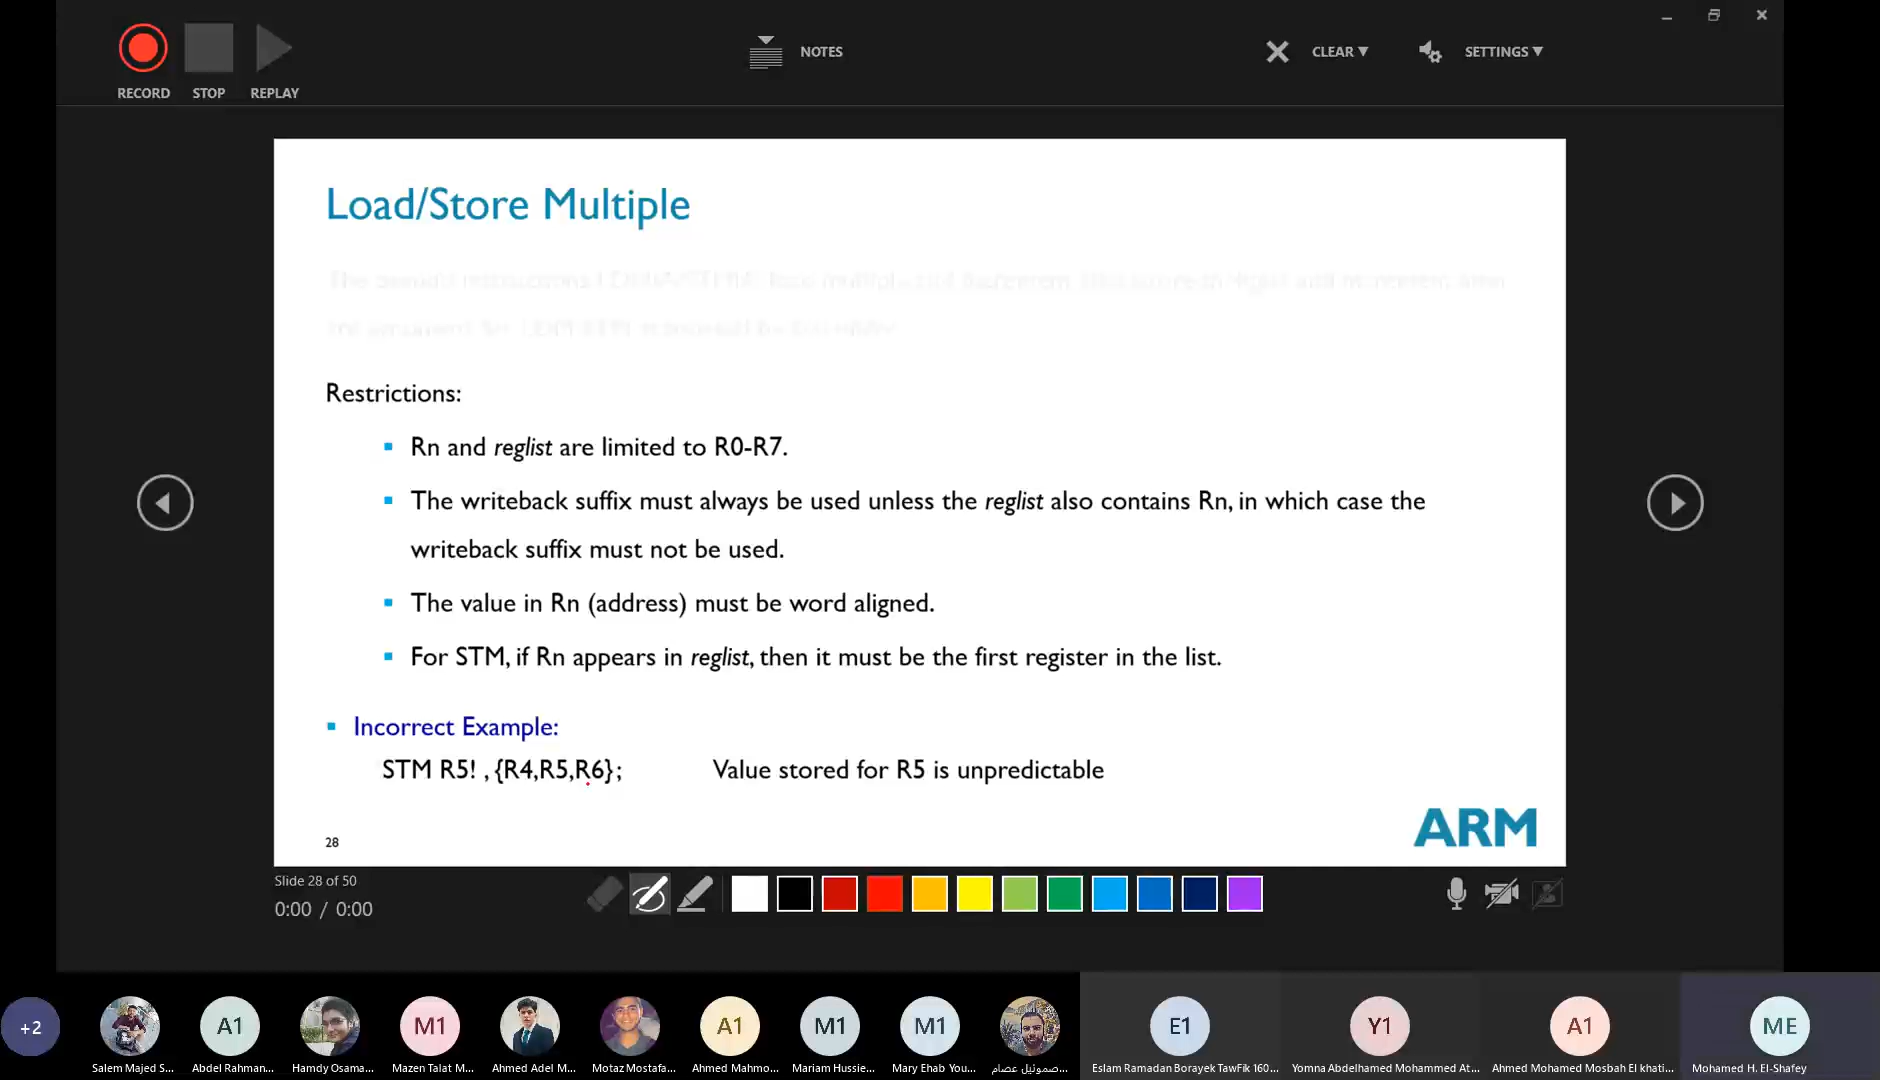 RECORD
STOP
REPLAY
NOTES
CLEAR
SETTINGS
Load/Store Multiple
Restrictions:
Rn and reglist are limited to R0-R7.
The writeback suffix must always be used unless the reglist also contains Rn, in which case the
writeback suffix must not be used.
The value in Rn (address) must be word aligned.
For STM, if Rn appears in reglist, then it must be the first register in the list.
Incorrect Example:
STM R5! , {R4,R5,R6}; Value stored for R5 is unpredictable
ARM
28
Slide 28 of 50
0:00 / 0:00
+2
A1
M1
A1
M1
M1
E1
Y1
A1
ME
Salem Majed S...
Abdel Rahman...
Hamdy Osama...
Mazen Talat M...
Ahmed Adel M...
Motaz Mostafa...
Ahmed Mahmo...
Mariam Hussie...
Mary Ehab You...
صموئيل عصام...
Eslam Ramadan Borayek TawFik 160...
Yomna Abdelhamed Mohammed At...
Ahmed Mohamed Mosbah El khati...
Mohamed H. El-Shafey